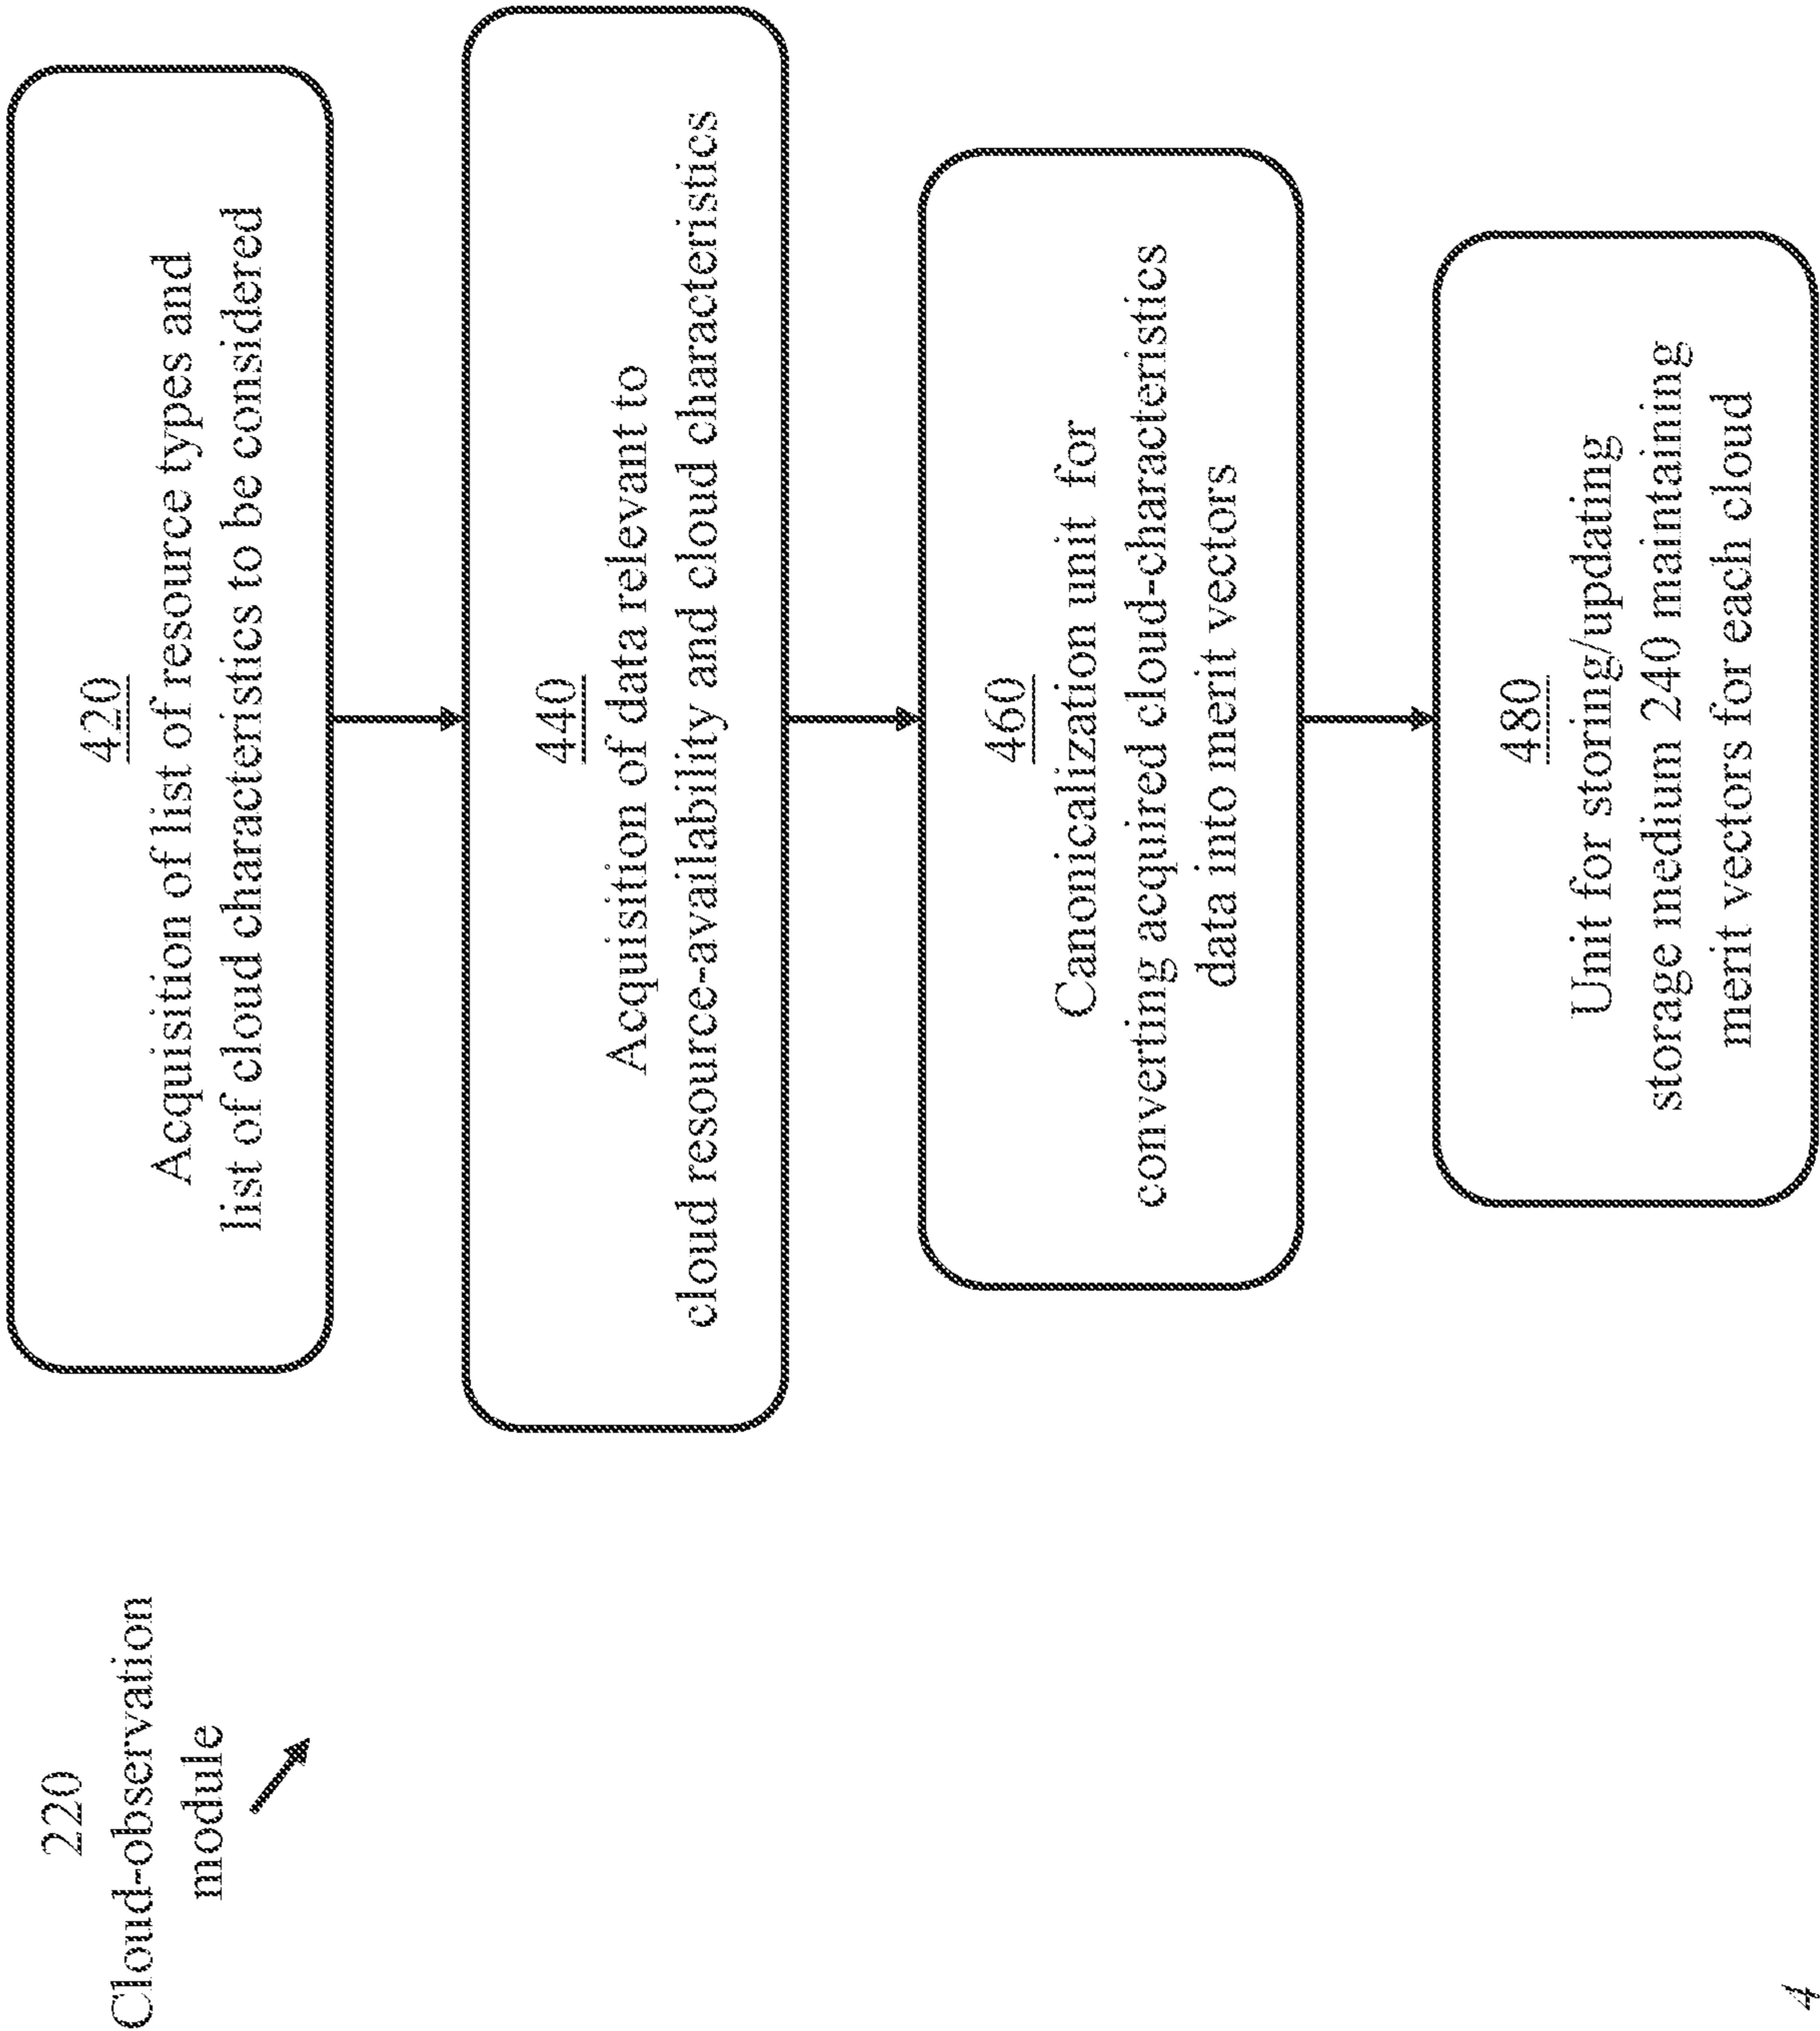 220
Cloud-observation
module
420
Acquisition of list of resource types and
list of cloud characteristics to be considered
440
Acquisition of data relevant to
cloud resource-availability and cloud characteristics
460
Canonicalization unit for
converting acquired cloud-characteristics
data into merit vectors
480
Unit for storing/updating
storage medium 240 maintaining
merit vectors for each cloud
4